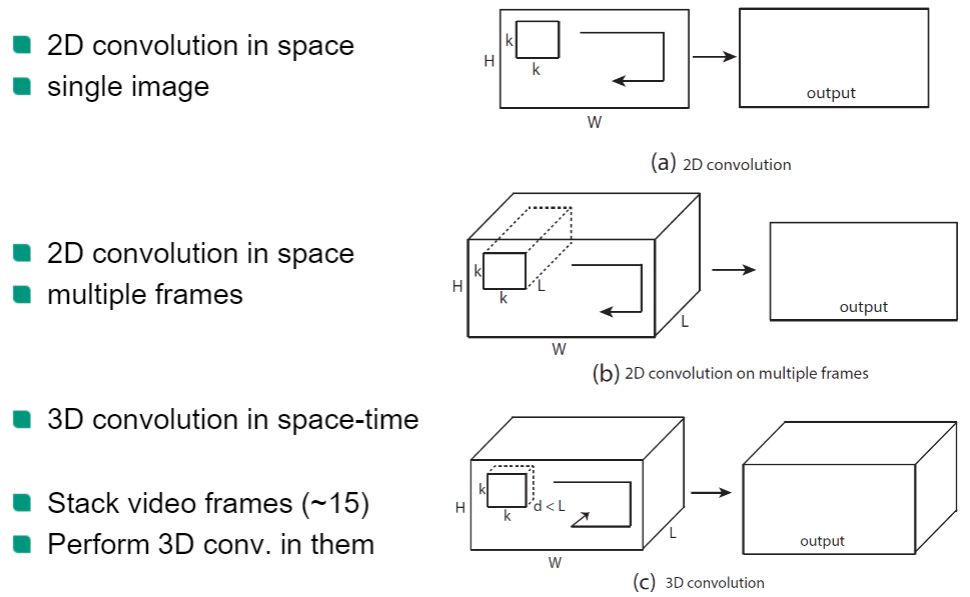 2D convolution in space
single image
k
H
k
W
output
(a) 2D convolution
2D convolution in space
multiple frames
k
H
k
L
L
W
output
(b) 2D convolution on multiple frames
3D convolution in space-time
Stack video frames (~15)
Perform 3D conv. in them
k
H
k
d < L
L
W
output
(c) 3D convolution